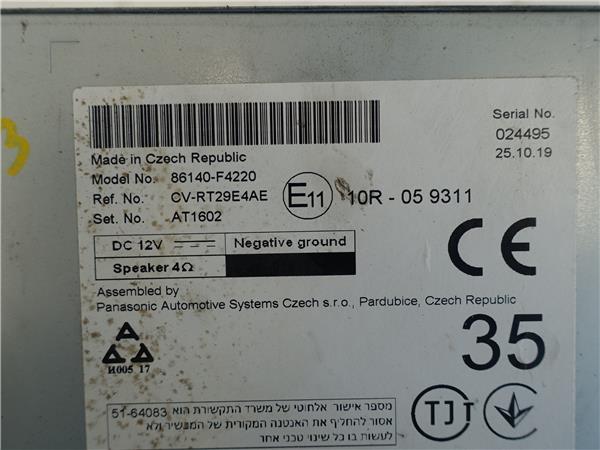 3
Serial No.
024495
25.10.19
Made in Czech Republic
Model No. 86140-F4220
Ref. No. CV-RT29E4AE
Set. No. AT1602
E11 10R - 05 9311
DC 12V Negative ground
Speaker 4Ω
CE
Assembled by
Panasonic Automotive Systems Czech s.r.o., Pardubice, Czech Republic
35
И005 17
מספר אישור אלחוטי של משרד התקשורת הוא 51-64083
אסור להחליף את האנטנה המקורית של המכשיר ולא
לעשות בו כל שינוי טכני אחר
TJT